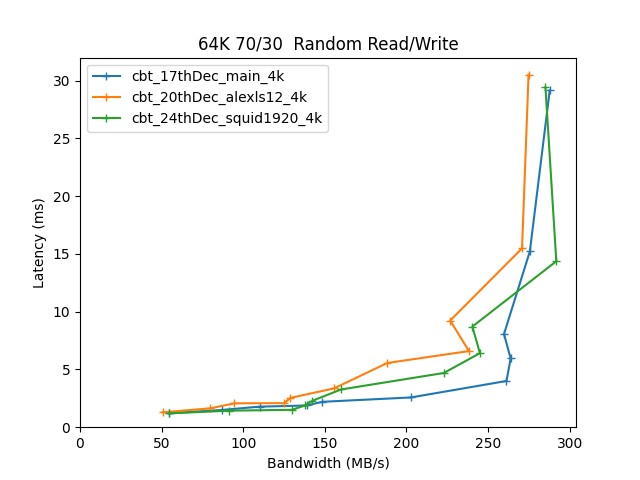 64K 70/30  Random Read/Write
cbt_17thDec_main_4k
cbt_20thDec_alexls12_4k
cbt_24thDec_squid1920_4k
Latency (ms)
30
25
20
15
10
5
0
0 50 100 150 200 250 300
Bandwidth (MB/s)